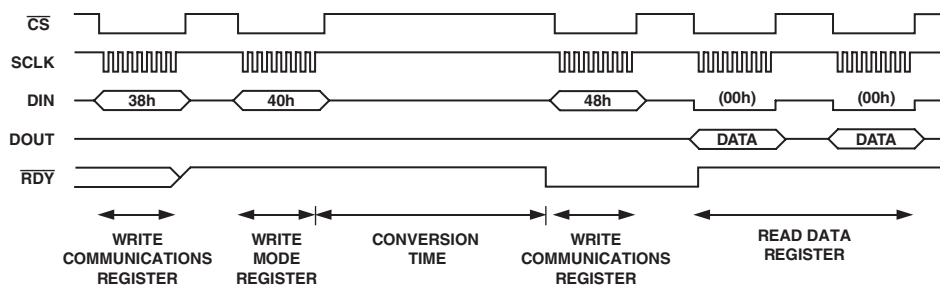 CS
SCLK
DIN 38h 40h 48h (00h) (00h)
DOUT DATA DATA
RDY
WRITE
COMMUNICATIONS
REGISTER
WRITE
MODE
REGISTER
CONVERSION
TIME
WRITE
COMMUNICATIONS
REGISTER
READ DATA
REGISTER